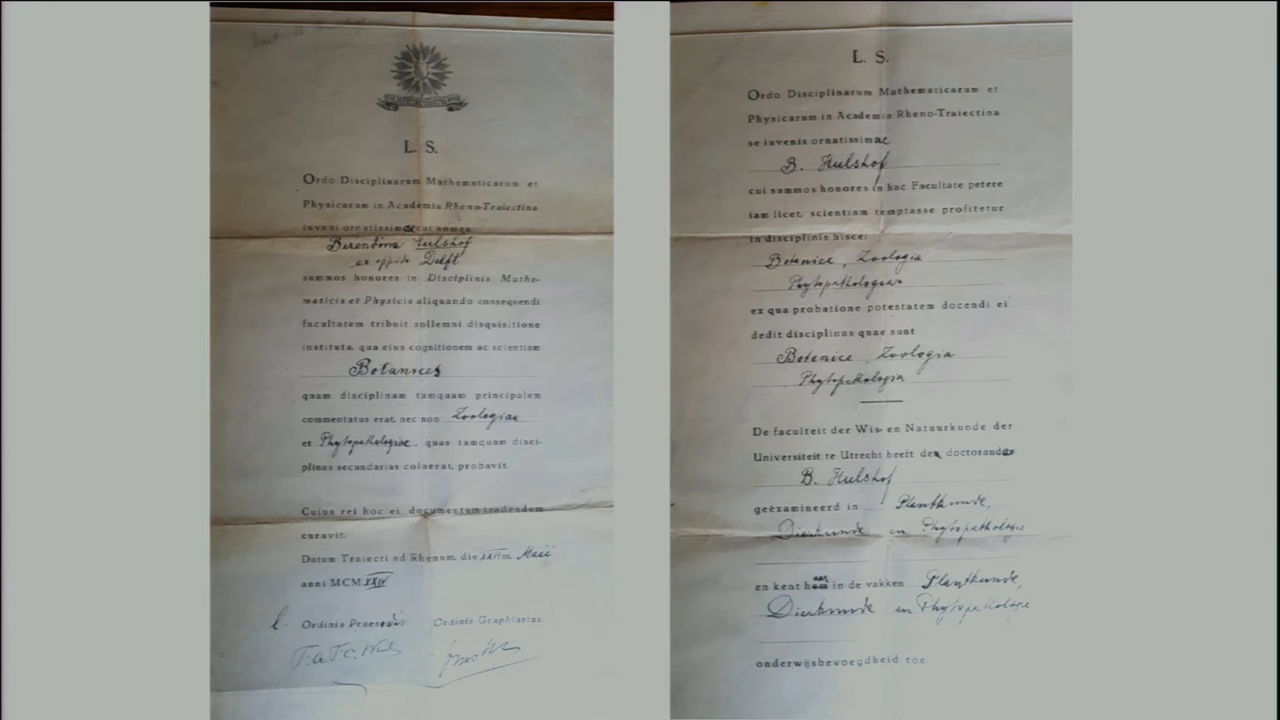 L. S.
Ordo Disciplinarum Mathematicarum et
Physicarum in Academia Rheno-Traiectina
iuveni ornatissimae cui nomen
Berendina Hulshof
ex oppido Delft
summos honores in Disciplinis Mathe-
maticis et Physicis aliquando consequendi
facultatem tribuit sollemni disquisitione
instituta, qua eius cognitionem ac scientiam
Botanices
quam disciplinam tamquam principalem
commentatus erat, nec non Zoologiae
et Phytopathologiae quas tamquam disci-
plinas secundarias coluerat, probavit.
Cuius rei hoc ei documentum tradendum
curavit.
Datum Traiecti ad Rhenum, die Maii
anni MCMXXIV
Ordinis Praesidis Ordinis Graphiarius.
L. S.
Ordo Disciplinarum Mathematicarum et
Physicarum in Academia Rheno-Traiectina
se iuvenis ornatissimae
B. Hulshof
cui summos honores in hac Facultate petere
iam licet, scientiam temptasse profitetur
in disciplinis hisce:
Botanice, Zoologia
Phytopathologia
ex qua probatione potestatem docendi ei
dedit disciplinas quae sunt
Botanice, Zoologia
Phytopathologia
De faculteit der Wis- en Natuurkunde der
Universiteit te Utrecht heeft de doctoranda
B. Hulshof
geëxamineerd in Plantkunde,
Dierkunde en Phytopathologie
en kent haar in de vakken Plantkunde,
Dierkunde en Phytopathologie
onderwijsbevoegdheid toe